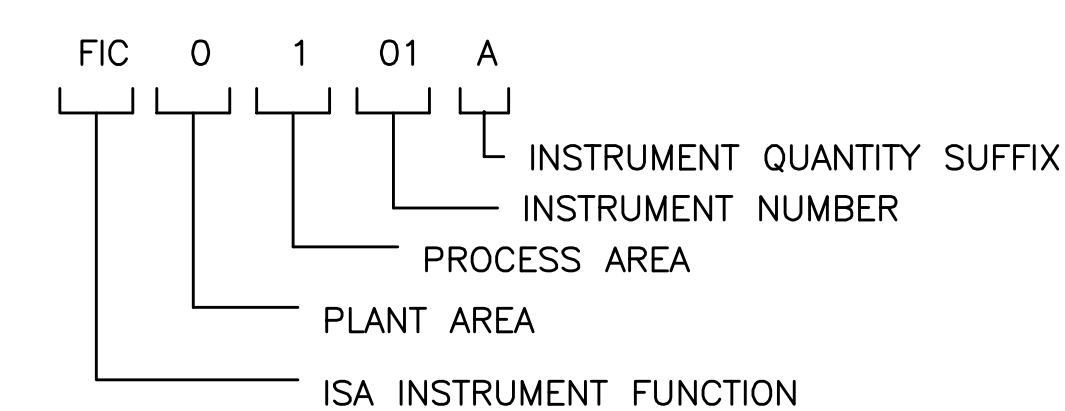 FIC 0 1 01 A
INSTRUMENT QUANTITY SUFFIX
INSTRUMENT NUMBER
PROCESS AREA
PLANT AREA
ISA INSTRUMENT FUNCTION